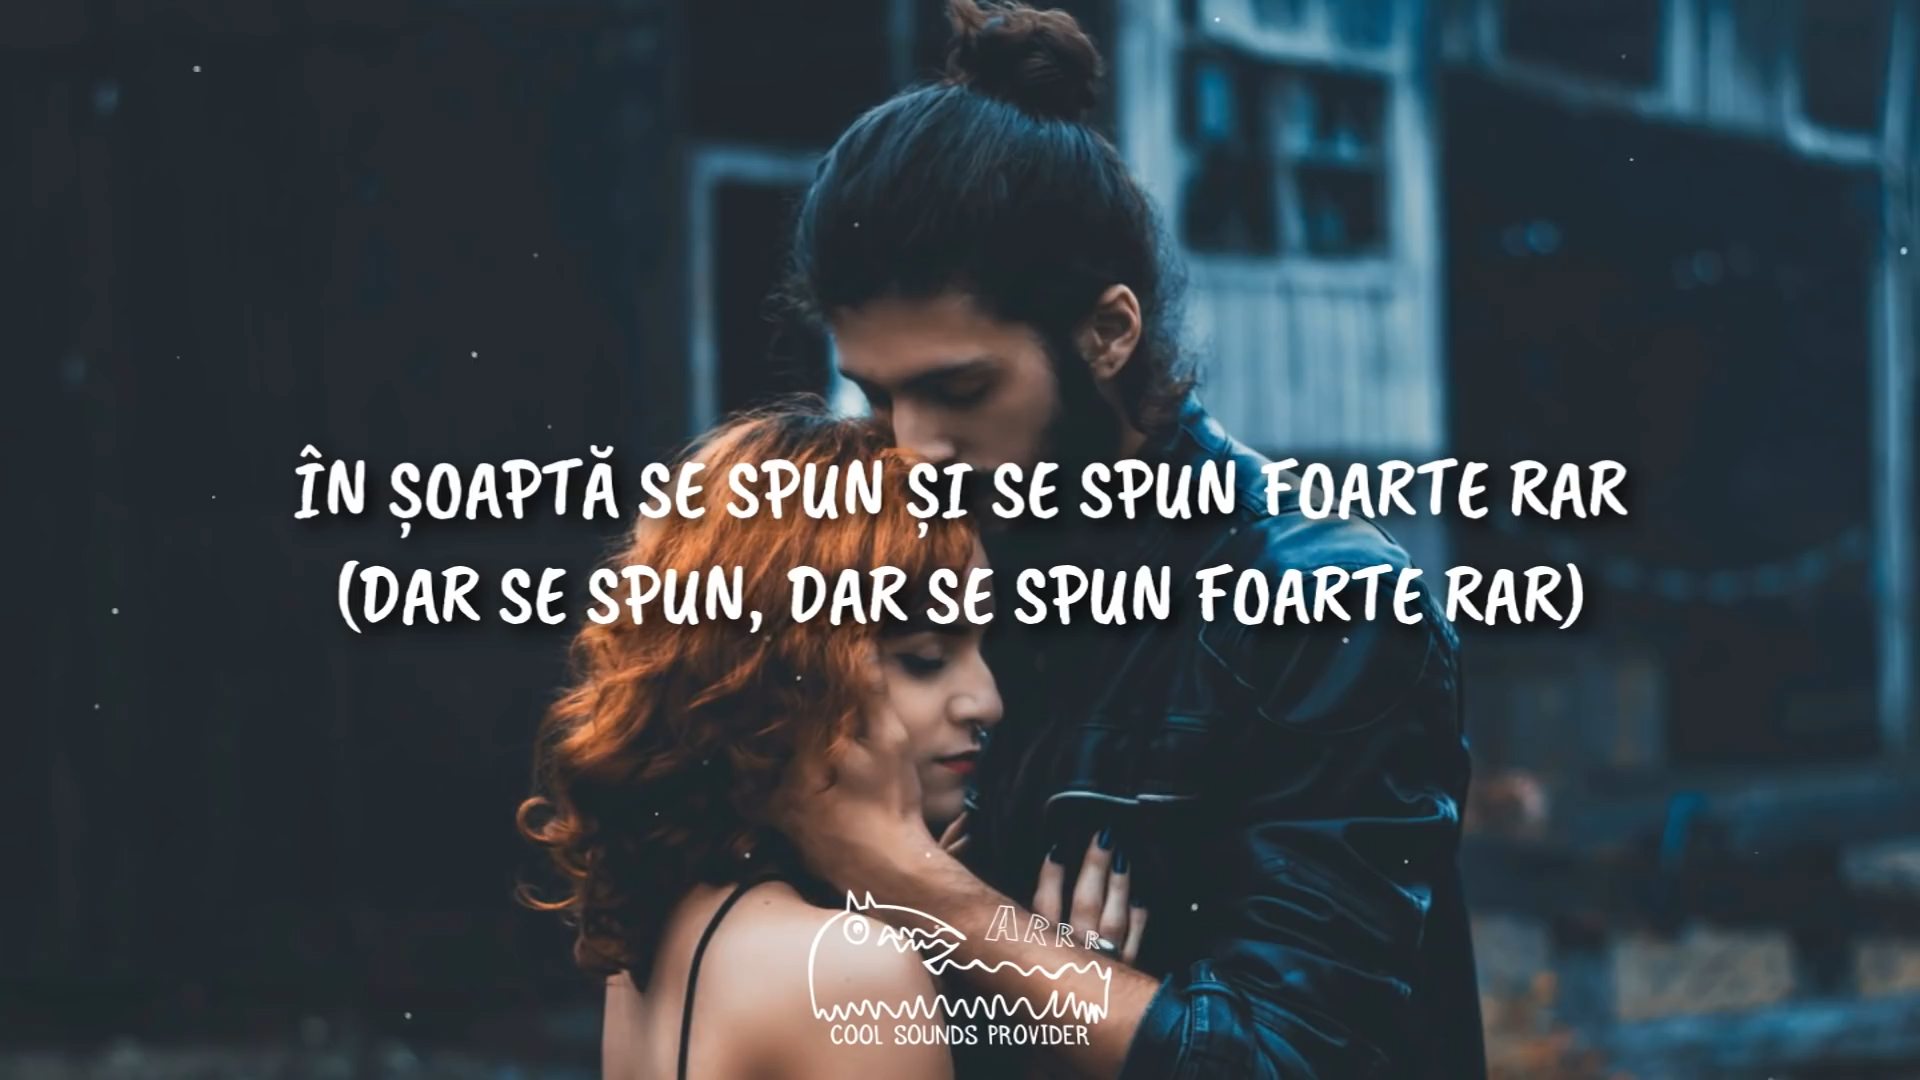 ÎN ȘOAPTĂ SE SPUN ȘI SE SPUN FOARTE RAR
(DAR SE SPUN, DAR SE SPUN FOARTE RAR)
ARRR
COOL SOUNDS PROVIDER